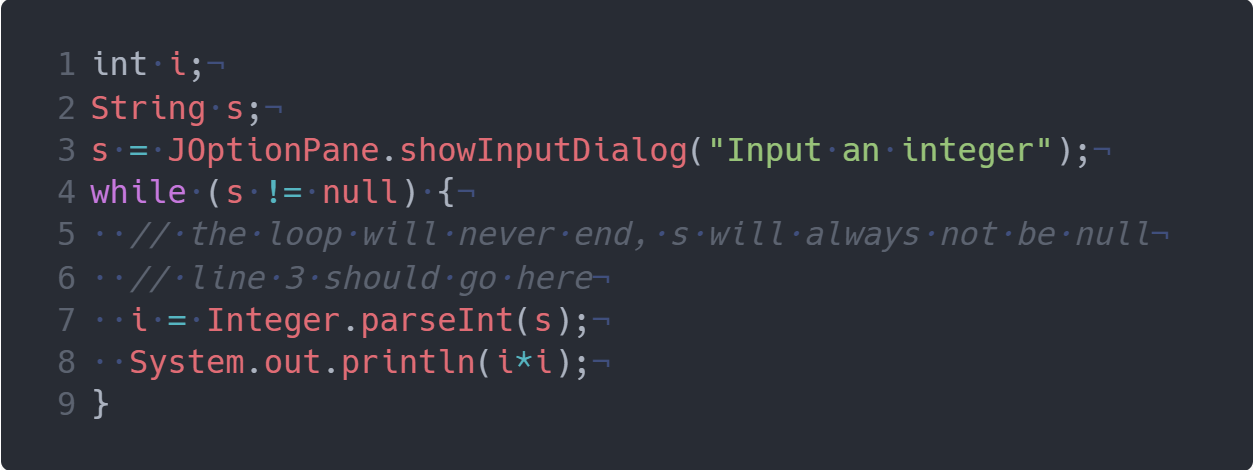 1 int·i;¬
2 String·s;¬
3 s·=·JOptionPane.showInputDialog("Input·an·integer");¬
4 while·(s·!=·null)·{¬
5 ··//·the·loop·will·never·end,·s·will·always·not·be·null¬
6 ··//·line·3·should·go·here¬
7 ··i·=·Integer.parseInt(s);¬
8 ··System.out.println(i*i);¬
9 }